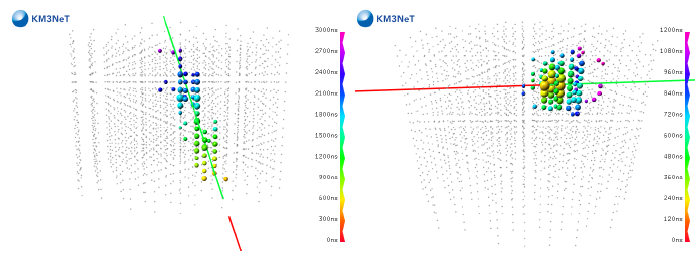 KM3NeT
3000ns
2700ns
2400ns
2100ns
1800ns
1500ns
1200ns
900ns
600ns
300ns
0ns
KM3NeT
1200ns
1080ns
960ns
840ns
720ns
600ns
480ns
360ns
240ns
120ns
0ns